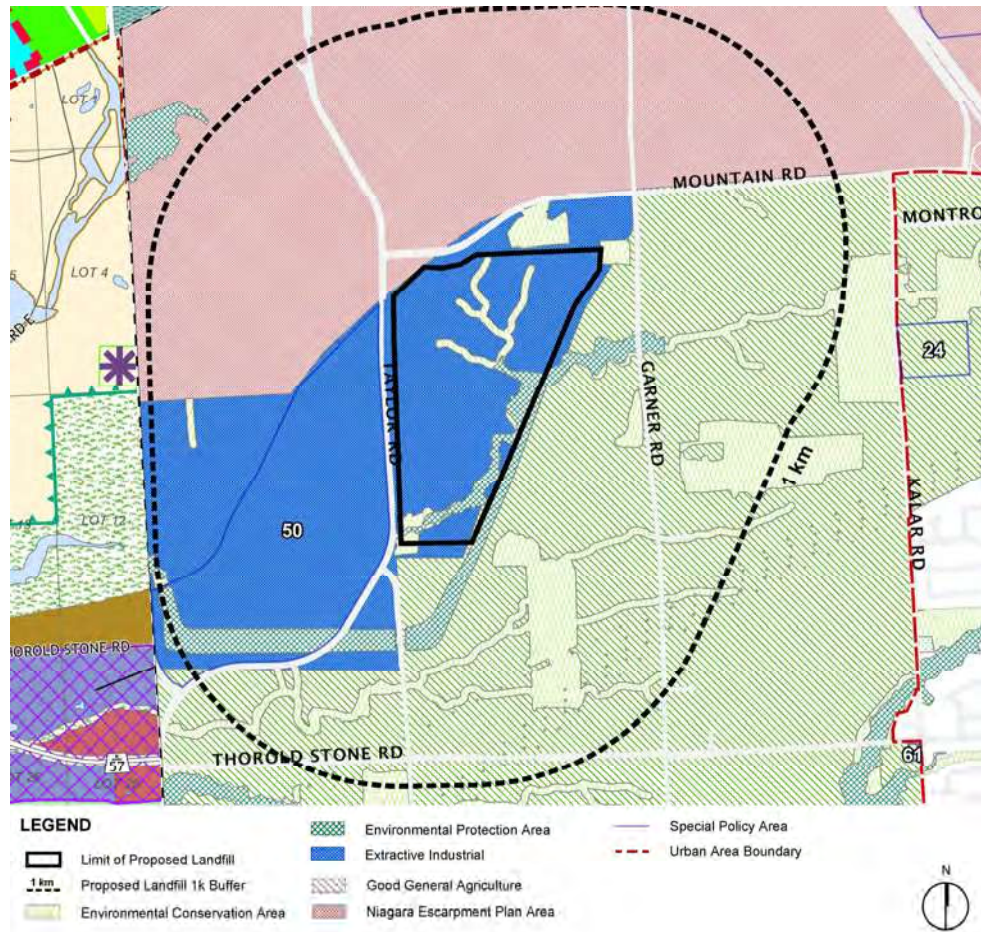 LOT 1
MOUNTAIN RD
MONTRO
LOT 4
RD E
24
TAYLOR RD
GARNER RD
1 km
KALAR RD
LOT 12
50
THOROLD STONE RD
THOROLD STONE RD
57
61
LEGEND
Limit of Proposed Landfill
1 km Proposed Landfill 1k Buffer
Environmental Conservation Area
Environmental Protection Area
Extractive Industrial
Good General Agriculture
Niagara Escarpment Plan Area
Special Policy Area
Urban Area Boundary
N